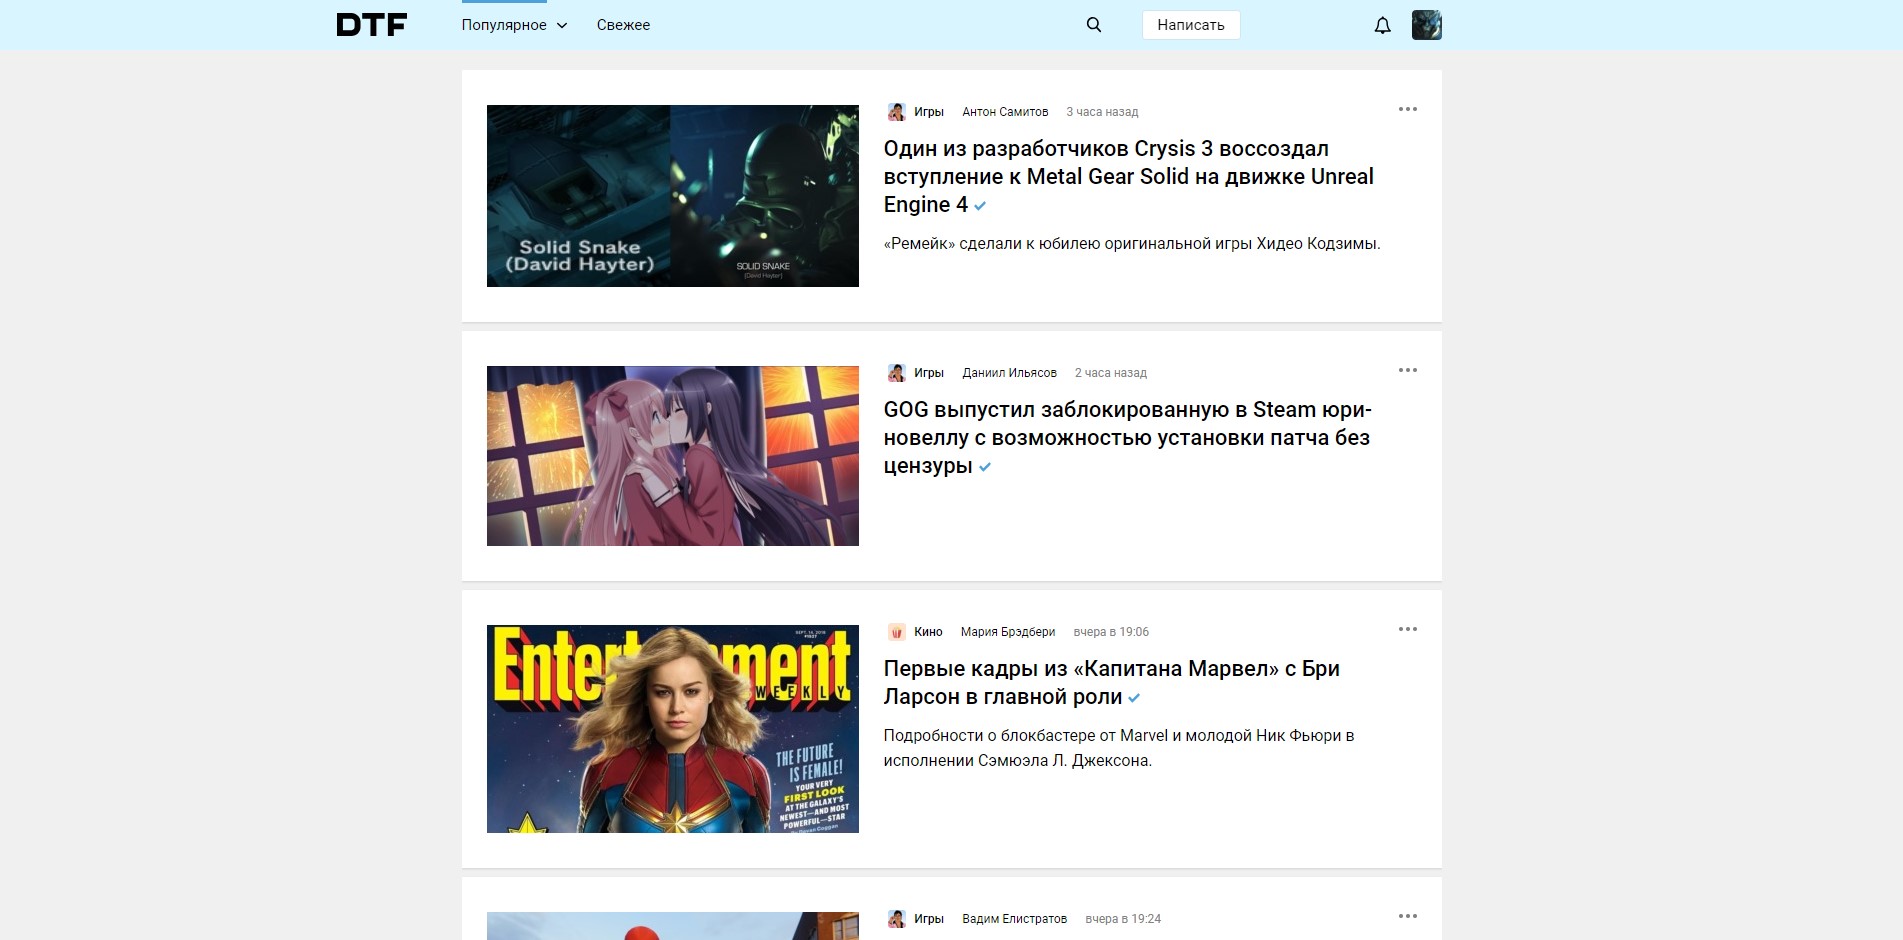 DTF
Популярное
Свежее
Написать
Solid Snake
(David Hayter)
SOLID SNAKE
(David Hayter)
Игры Антон Самитов 3 часа назад
Один из разработчиков Crysis 3 воссоздал
вступление к Metal Gear Solid на движке Unreal
Engine 4
«Ремейк» сделали к юбилею оригинальной игры Хидео Кодзимы.
Игры Даниил Ильясов 2 часа назад
GOG выпустил заблокированную в Steam юри-
новеллу с возможностью установки патча без
цензуры
Enter ment
WEEKLY
THE FUTURE
IS FEMALE!
YOUR VERY
FIRST LOOK
AT THE GALAXY'S
NEWEST—AND MOST
POWERFUL—STAR
Кино Мария Брэдбери вчера в 19:06
Первые кадры из «Капитана Марвел» с Бри
Ларсон в главной роли
Подробности о блокбастере от Marvel и молодой Ник Фьюри в
исполнении Сэмюэла Л. Джексона.
Игры Вадим Елистратов вчера в 19:24